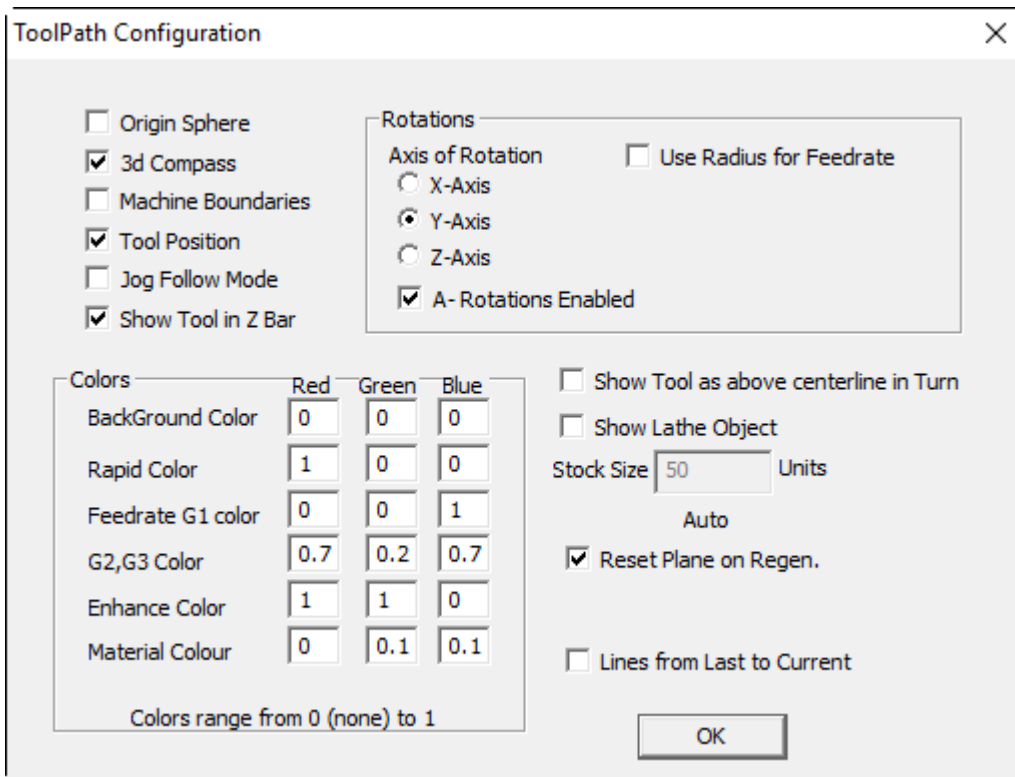 ToolPath Configuration
Origin Sphere
3d Compass
Machine Boundaries
Tool Position
Jog Follow Mode
Show Tool in Z Bar
Rotations
Axis of Rotation
Use Radius for Feedrate
X-Axis
Y-Axis
Z-Axis
A- Rotations Enabled
Colors
Red Green Blue
BackGround Color 0 0 0
Rapid Color 1 0 0
Feedrate G1 color 0 0 1
G2,G3 Color 0.7 0.2 0.7
Enhance Color 1 1 0
Material Colour 0 0.1 0.1
Colors range from 0 (none) to 1
Show Tool as above centerline in Turn
Show Lathe Object
Stock Size 50 Units
Auto
Reset Plane on Regen.
Lines from Last to Current
OK